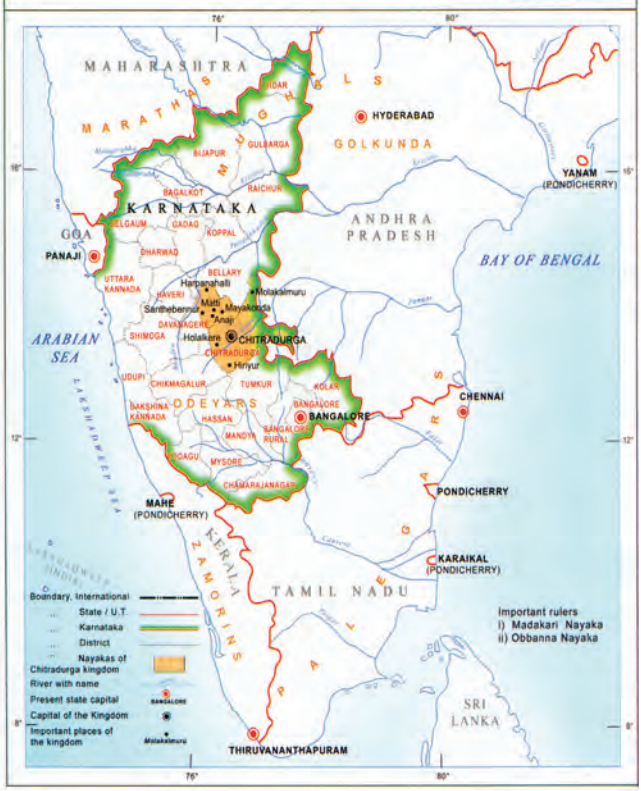 76°
80°
MAHARASHTRA
MARATHAS
MUGHALS
BIDAR
HYDERABAD
GOLKUNDA
GULBARGA
BIJAPUR
16°
YANAM
(PONDICHERRY)
RAICHUR
BAGALKOT
KARNATAKA
ANDHRA
PRADESH
BELGAUM
GADAG
KOPPAL
GOA
PANAJI
DHARWAD
BAY OF BENGAL
UTTARA
KANNADA
BELLARY
Harpanahalli
Molakalmuru
HAVERI
Matti
Mayakonda
Santhebennur
Anaji
DAVANAGERE
ARABIAN
SEA
SHIMOGA
Holalkere
CHITRADURGA
CHITRADURGA
Hiriyur
UDUPI
CHIKMAGALUR
TUMKUR
KOLAR
LAKSHADWEEP SEA
DAKSHINA
KANNADA
ODEYARS
BANGALORE
BANGALORE
CHENNAI
HASSAN
BANGALORE
RURAL
MANDYA
12°
12°
KODAGU
MYSORE
CHAMARAJANAGAR
MAHE
(PONDICHERRY)
PONDICHERRY
KERALA
ZAMORINS
Cauvery
KARAIKAL
(PONDICHERRY)
LAKSHADWEEP
(INDIA)
TAMIL NADU
PALEGARS
Boundary, International
,, State / U.T.
,, Karnataka
,, District
,, Nayakas of
Chitradurga kingdom
River with name
Present state capital BANGALORE
Capital of the Kingdom
Important places of
the kingdom Molakalmuru
Important rulers
i) Madakari Nayaka
ii) Obbanna Nayaka
SRI
LANKA
8°
8°
THIRUVANANTHAPURAM
76°
80°